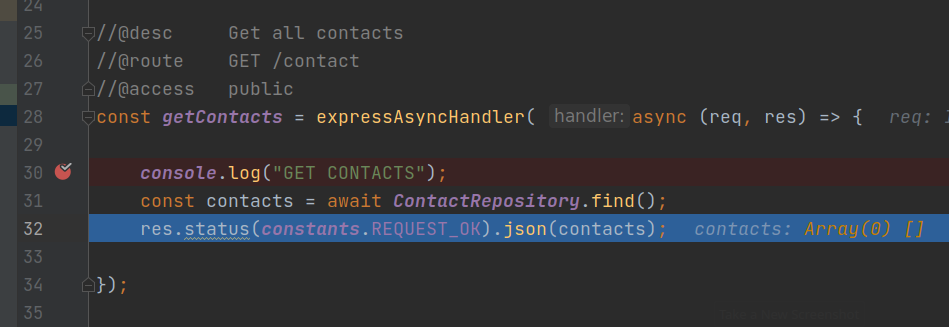 24
25 //@desc Get all contacts
26 //@route GET /contact
27 //@access public
28 const getContacts = expressAsyncHandler( handler: async (req, res) => { req:
29
30 console.log("GET CONTACTS");
31 const contacts = await ContactRepository.find();
32 res.status(constants.REQUEST_OK).json(contacts); contacts: Array(0) []
33
34 });
35